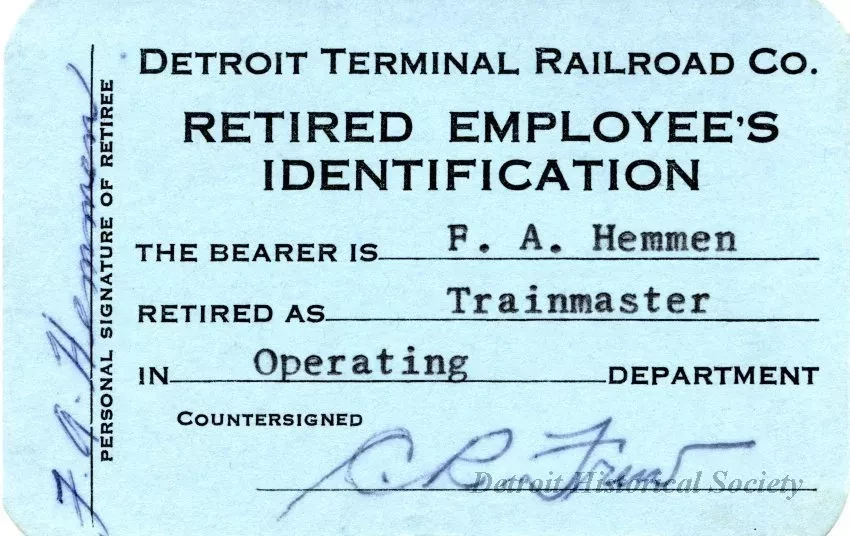 DETROIT TERMINAL RAILROAD CO.
RETIRED EMPLOYEE'S
IDENTIFICATION
THE BEARER IS F. A. Hemmen
RETIRED AS Trainmaster
IN Operating DEPARTMENT
COUNTERSIGNED
C R
Detroit Historical Society
PERSONAL SIGNATURE OF RETIREE
F. A. Hemmen